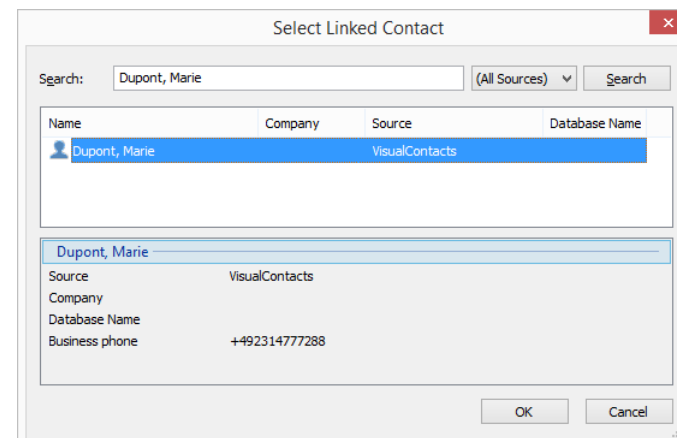 Select Linked Contact
Search: Dupont, Marie (All Sources) Search
Name Company Source Database Name
Dupont, Marie VisualContacts
Dupont, Marie
Source VisualContacts
Company
Database Name
Business phone +492314777288
OK Cancel